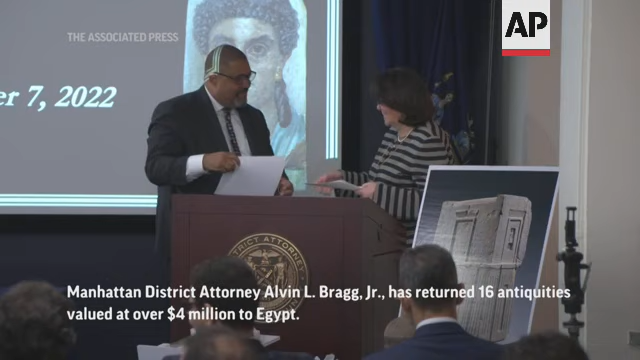 THE ASSOCIATED PRESS
AP
er 7, 2022
DISTRICT ATTORNEY
Manhattan District Attorney Alvin L. Bragg, Jr., has returned 16 antiquities
valued at over $4 million to Egypt.